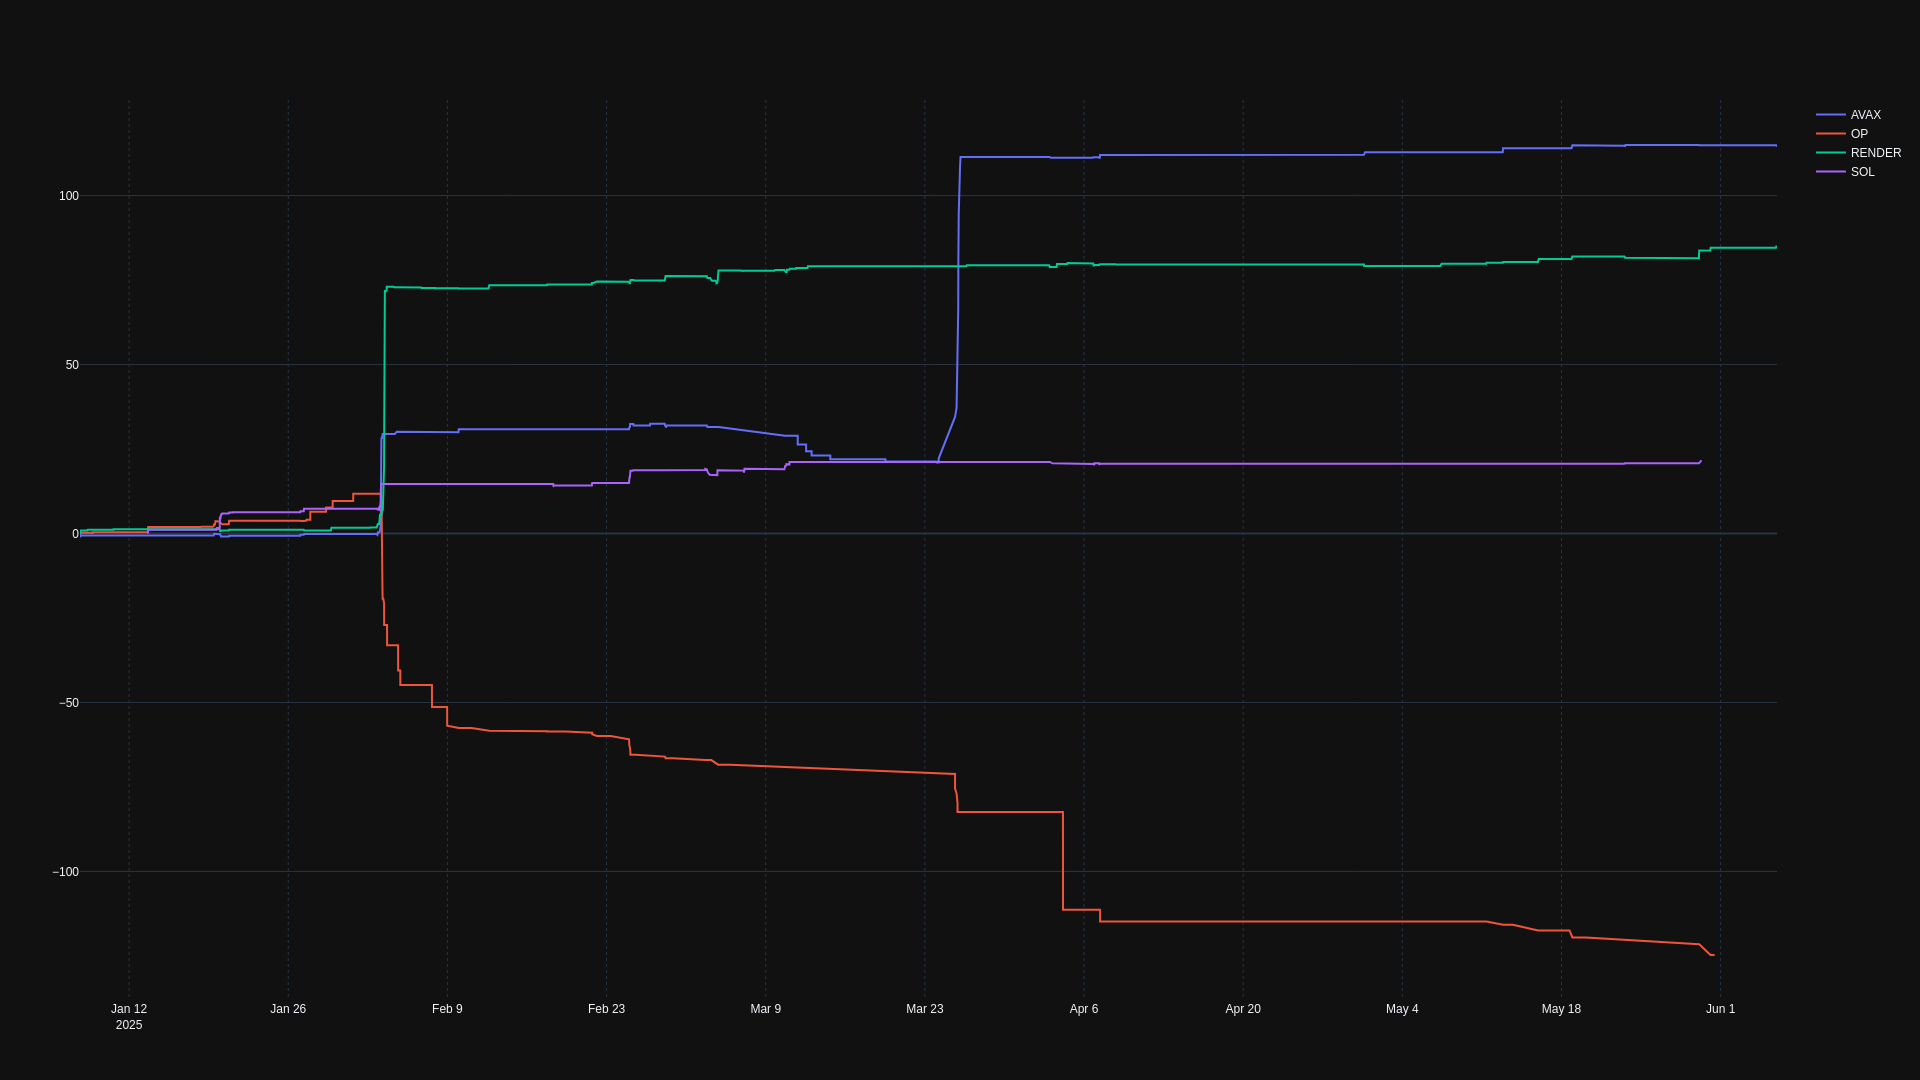 AVAX
OP
RENDER
SOL
100
50
0
−50
−100
Jan 12
2025
Jan 26
Feb 9
Feb 23
Mar 9
Mar 23
Apr 6
Apr 20
May 4
May 18
Jun 1